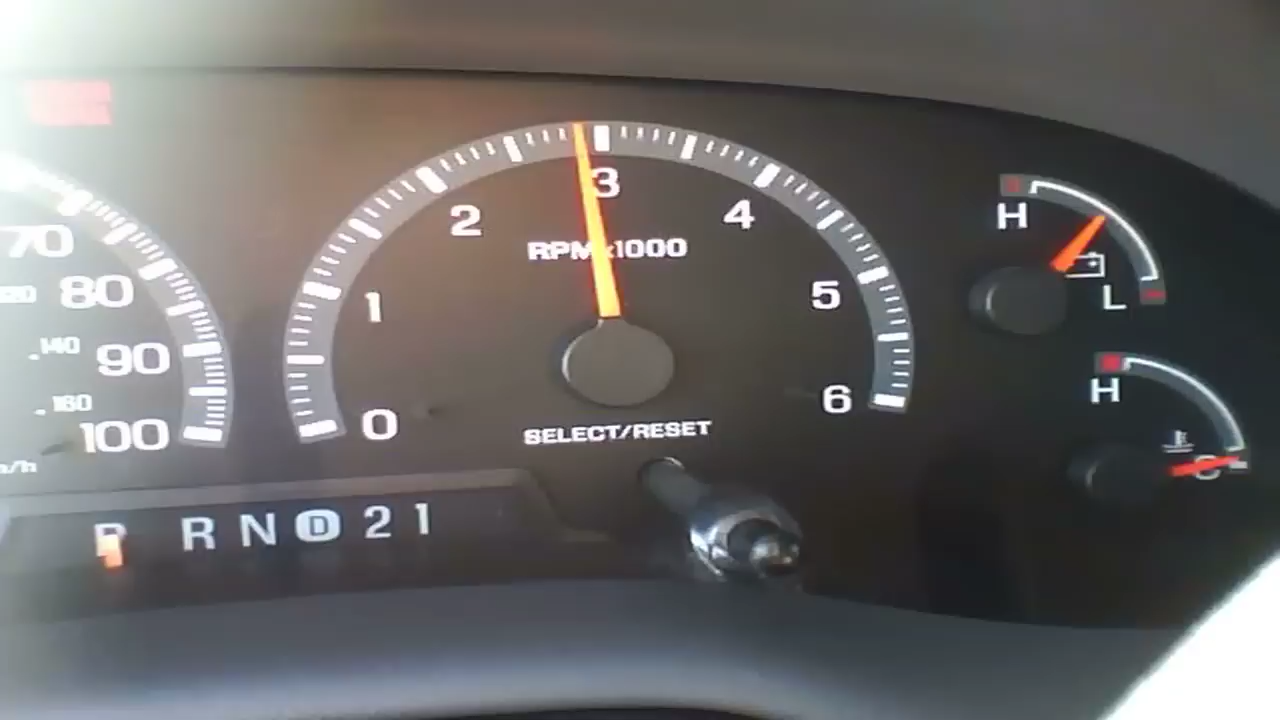 3
2 4
RPM x1000
1 5
0 6
SELECT/RESET
70
80
90
100
140
160
P R N D 2 1
H
L
H
C